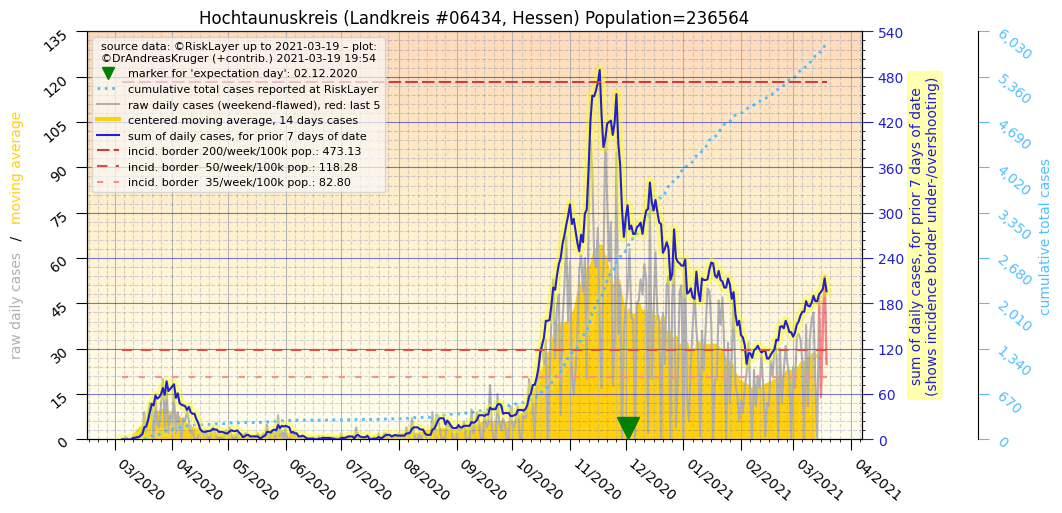 Hochtaunuskreis (Landkreis #06434, Hessen) Population=236564
source data: ©RiskLayer up to 2021-03-19 – plot:
©DrAndreasKruger (+contrib.) 2021-03-19 19:54
marker for 'expectation day': 02.12.2020
cumulative total cases reported at RiskLayer
raw daily cases (weekend-flawed), red: last 5
centered moving average, 14 days cases
sum of daily cases, for prior 7 days of date
incid. border 200/week/100k pop.: 473.13
incid. border 50/week/100k pop.: 118.28
incid. border 35/week/100k pop.: 82.80
raw daily cases / moving average
135
120
105
90
75
60
45
30
15
0
03/2020
04/2020
05/2020
06/2020
07/2020
08/2020
09/2020
10/2020
11/2020
12/2020
01/2021
02/2021
03/2021
04/2021
540
480
420
360
300
240
180
120
60
0
sum of daily cases, for prior 7 days of date
(shows incidence border under-/overshooting)
6,030
5,360
4,690
4,020
3,350
2,680
2,010
1,340
670
0
cumulative total cases